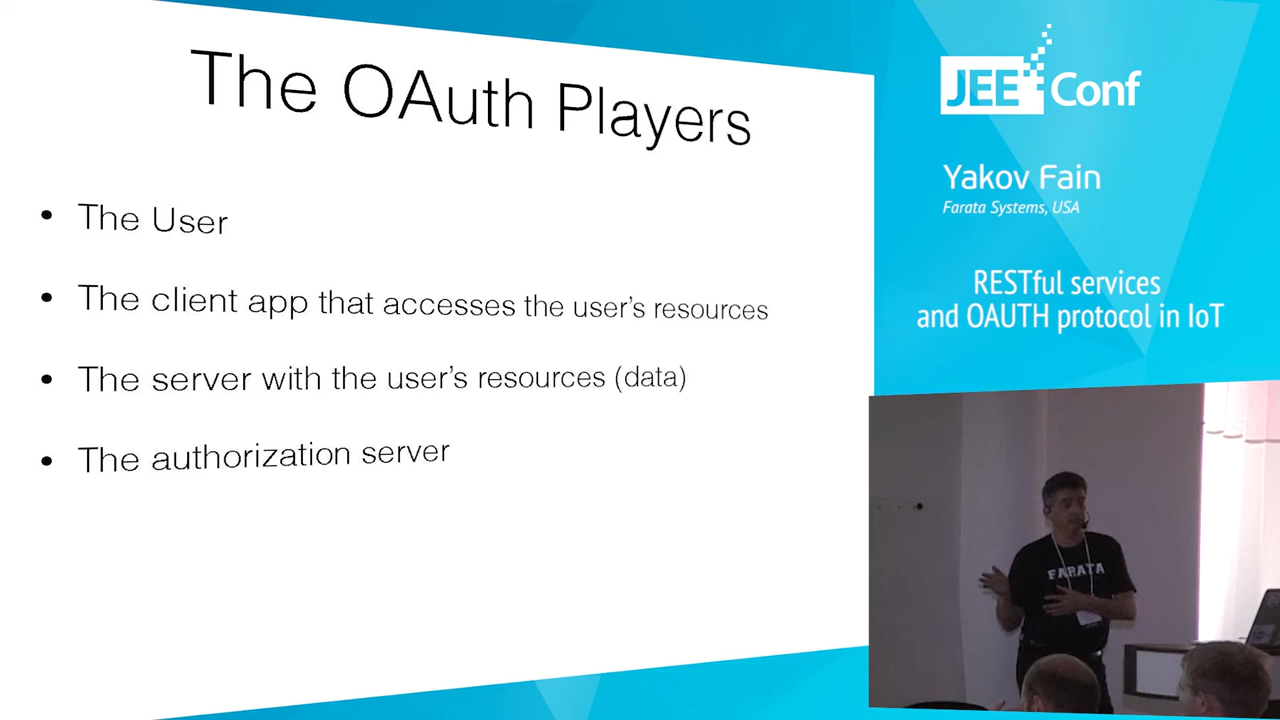 The OAuth Players
• The User
• The client app that accesses the user's resources
• The server with the user's resources (data)
• The authorization server
JEE Conf
Yakov Fain
Farata Systems, USA
RESTful services
and OAUTH protocol in IoT
FARATA